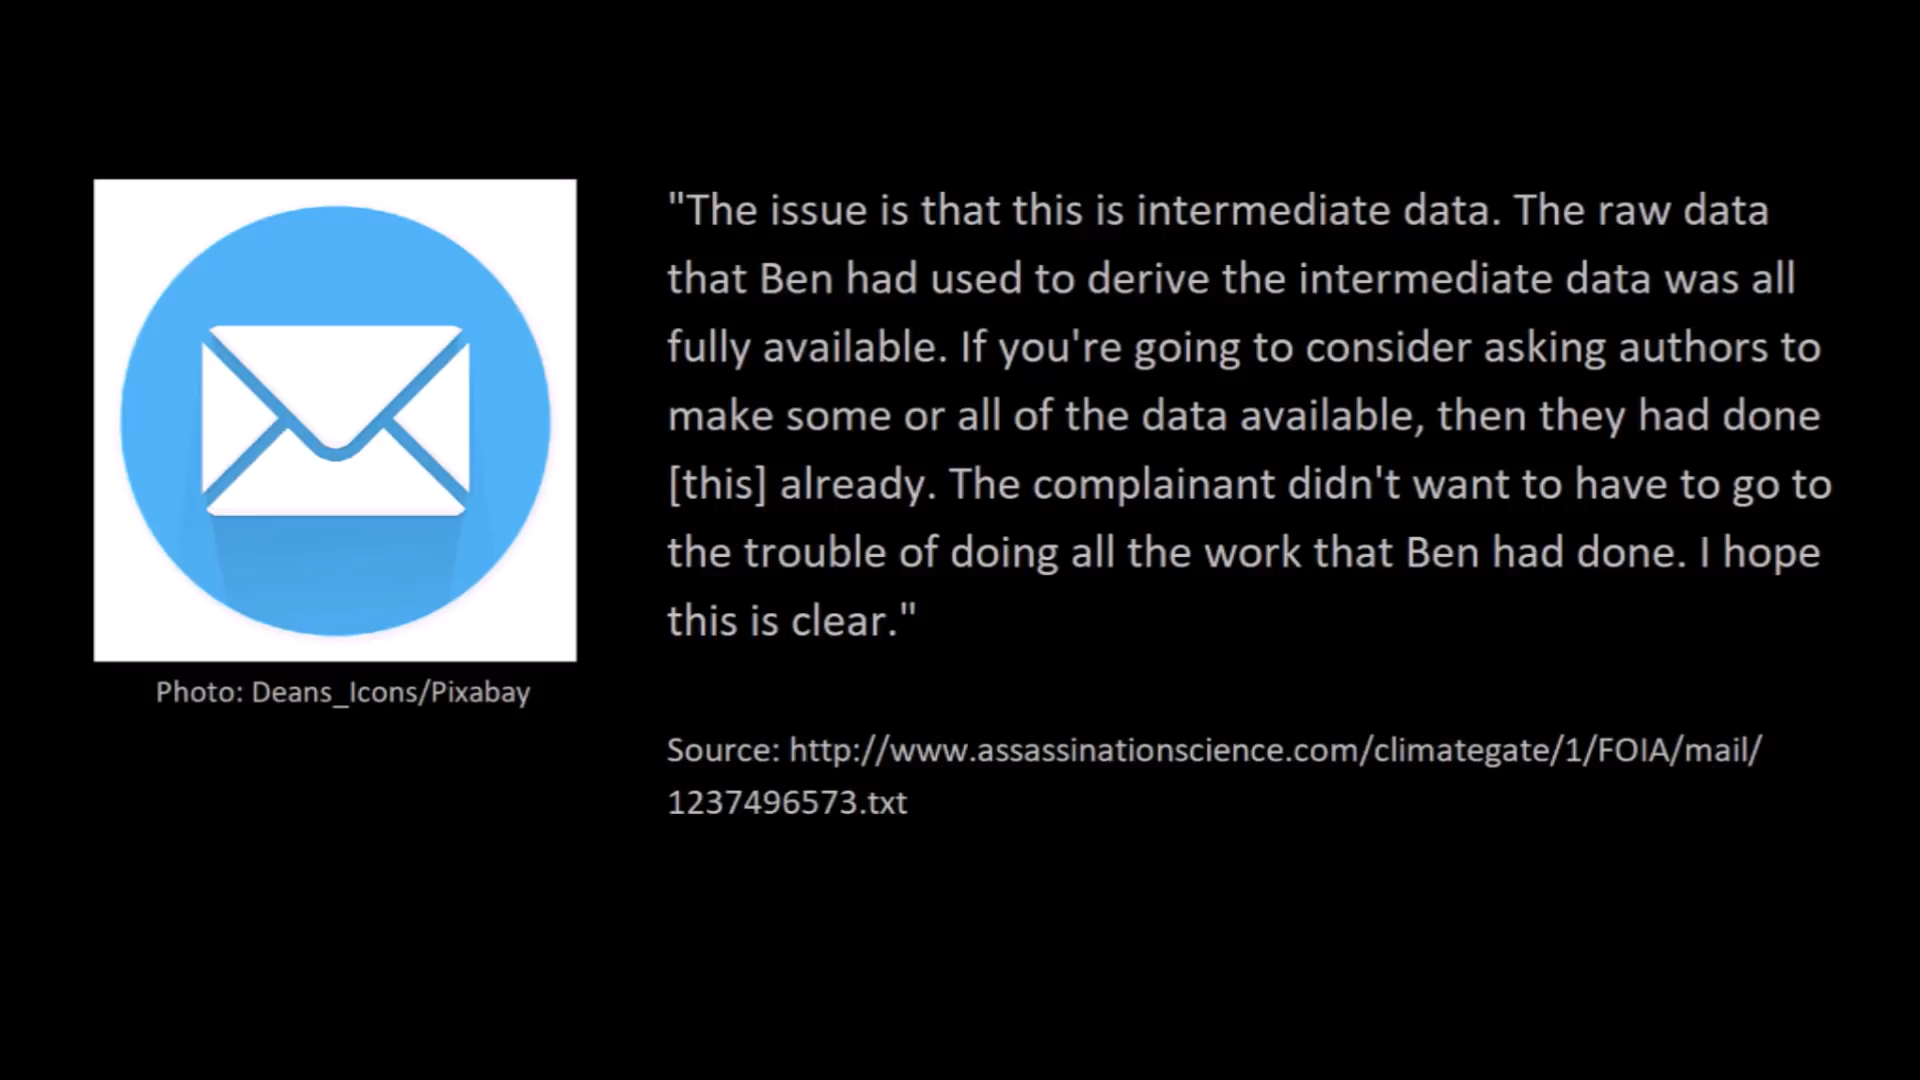 "The issue is that this is intermediate data. The raw data
that Ben had used to derive the intermediate data was all
fully available. If you're going to consider asking authors to
make some or all of the data available, then they had done
[this] already. The complainant didn't want to have to go to
the trouble of doing all the work that Ben had done. I hope
this is clear."
Photo: Deans_Icons/Pixabay
Source: http://www.assassinationscience.com/climategate/1/FOIA/mail/
1237496573.txt